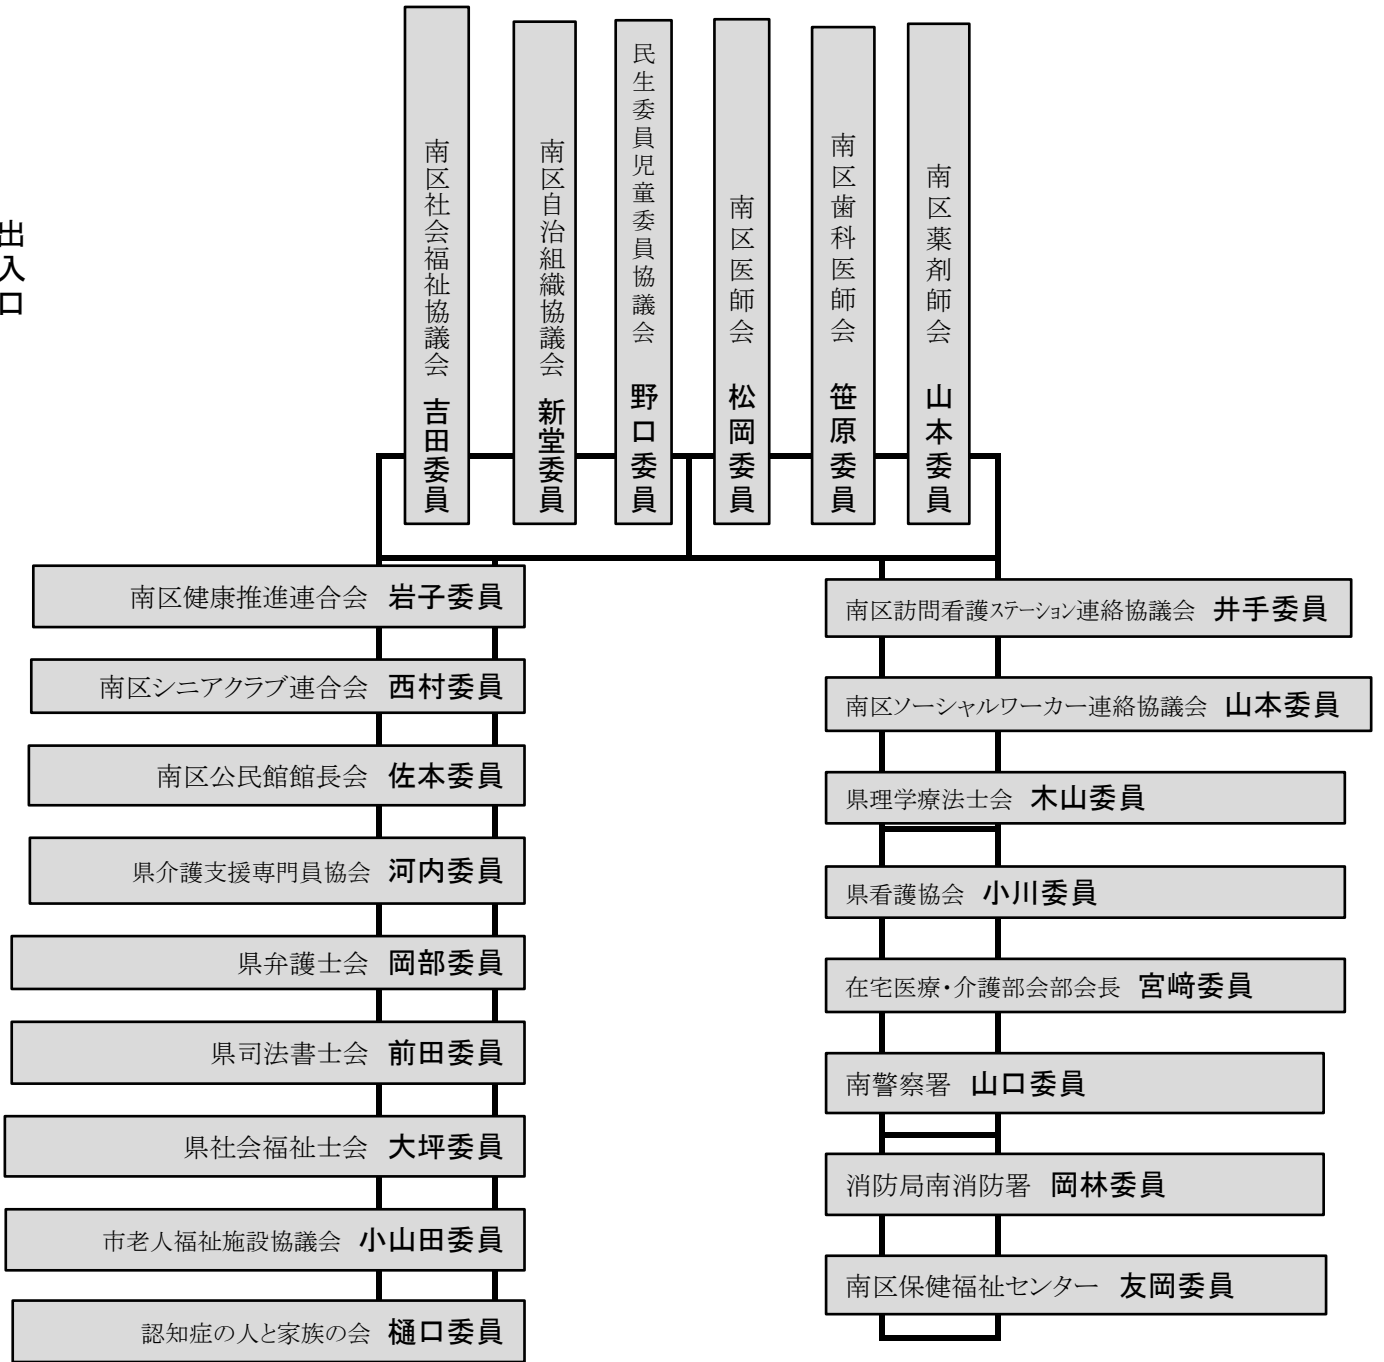 出入口
南区社会福祉協議会 吉田委員
南区自治組織協議会 新堂委員
民生委員児童委員協議会 野口委員
南区医師会 松岡委員
南区歯科医師会 笹原委員
南区薬剤師会 山本委員
南区健康推進連合会 岩子委員
南区シニアクラブ連合会 西村委員
南区公民館館長会 佐本委員
県介護支援専門員協会 河内委員
県弁護士会 岡部委員
県司法書士会 前田委員
県社会福祉士会 大坪委員
市老人福祉施設協議会 小山田委員
認知症の人と家族の会 樋口委員
南区訪問看護ステーション連絡協議会 井手委員
南区ソーシャルワーカー連絡協議会 山本委員
県理学療法士会 木山委員
県看護協会 小川委員
在宅医療・介護部会部会長 宮﨑委員
南警察署 山口委員
消防局南消防署 岡林委員
南区保健福祉センター 友岡委員